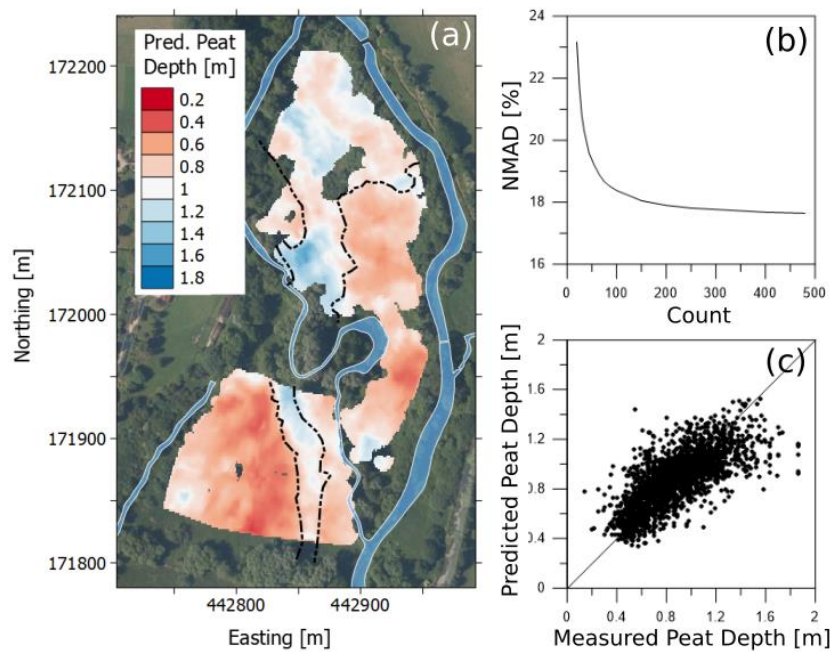 (a)
Pred. Peat
Depth [m]
0.2
0.4
0.6
0.8
1
1.2
1.4
1.6
1.8
172200
172100
172000
171900
171800
Northing [m]
442800 442900
Easting [m]
(b)
24
22
20
18
16
NMAD [%]
0 100 200 300 400 500
Count
(c)
2
1.6
1.2
0.8
0.4
0
Predicted Peat Depth [m]
0 0.4 0.8 1.2 1.6 2
Measured Peat Depth [m]